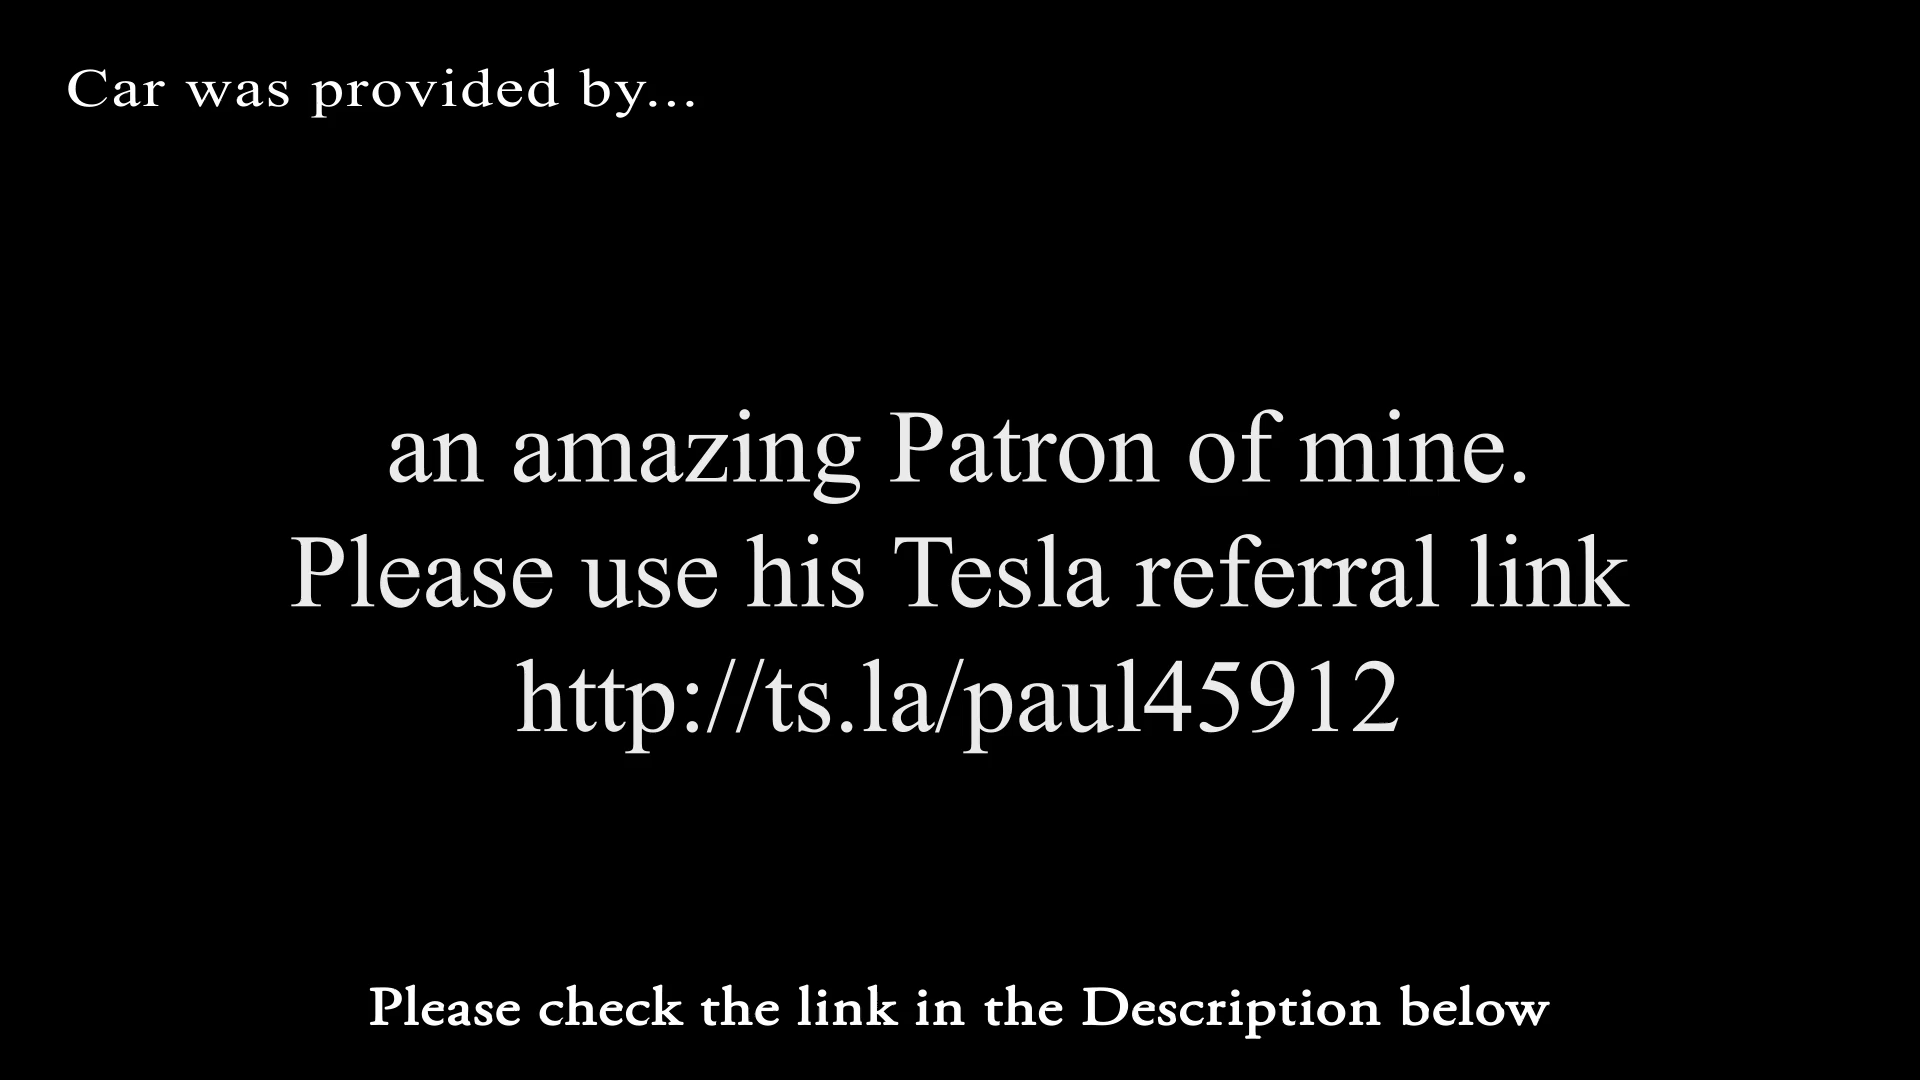 Car was provided by...
an amazing Patron of mine.
Please use his Tesla referral link
http://ts.la/paul45912
Please check the link in the Description below